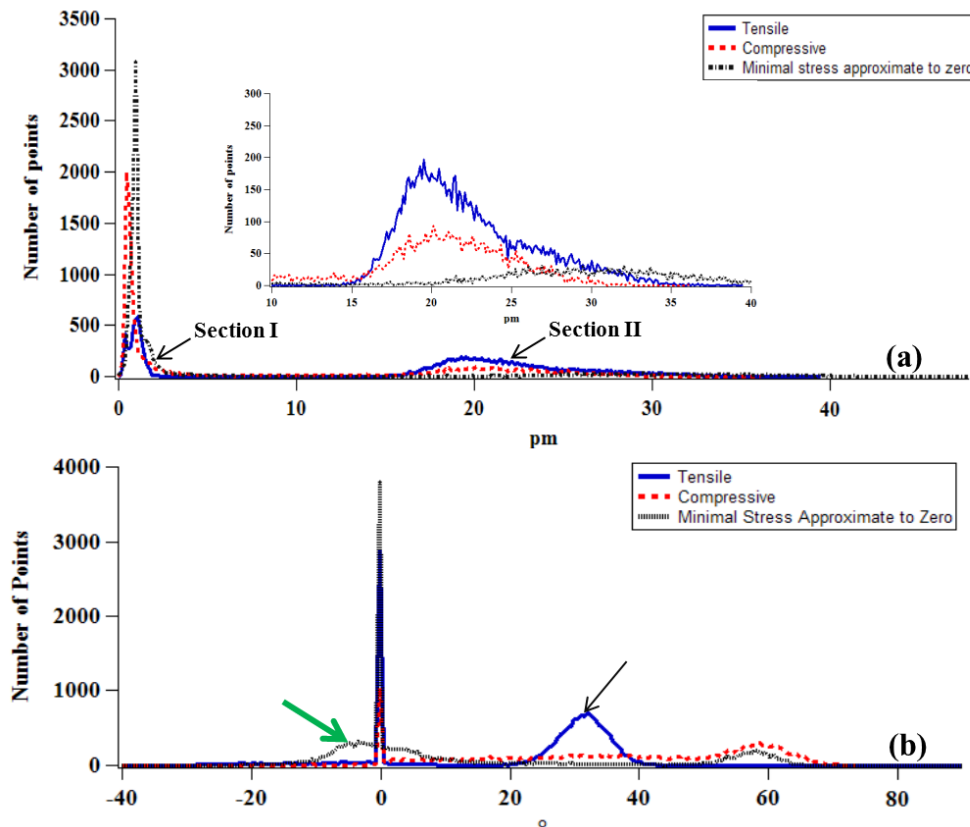 3500
3000
2500
2000
1500
1000
500
0
Number of points
Tensile
Compressive
Minimal stress approximate to zero
300
250
200
150
100
50
0
Number of points
10 15 20 25 30 35 40
pm
Section I
Section II
(a)
0 10 20 30 40
pm
4000
3000
2000
1000
0
Number of Points
Tensile
Compressive
Minimal Stress Approximate to Zero
(b)
-40 -20 0 20 40 60 80
°